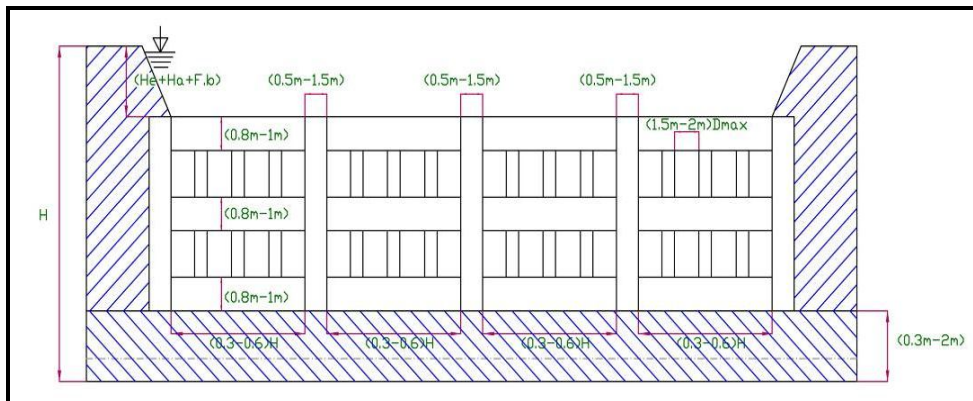 (He+Ha+F.b)
(0.5m-1.5m)
(0.5m-1.5m)
(0.5m-1.5m)
(0.8m-1m)
(1.5m-2m)Dmax
H
(0.8m-1m)
(0.8m-1m)
(0.3-0.6)H
(0.3-0.6)H
(0.3-0.6)H
(0.3-0.6)H
(0.3m-2m)